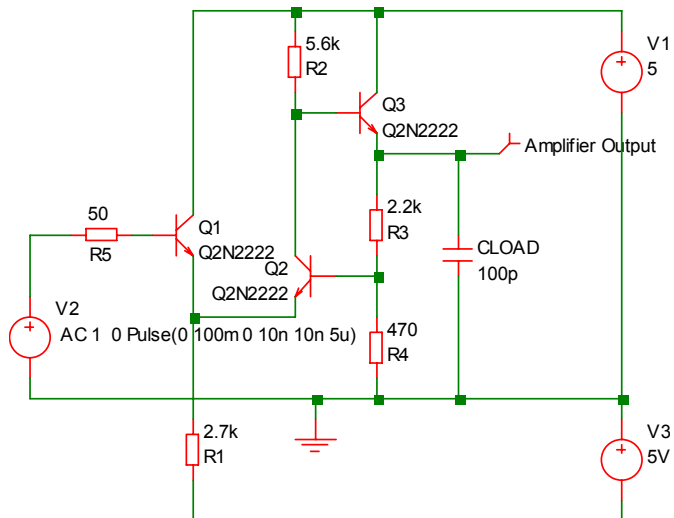 5.6k
R2
V1
5
Q3
Q2N2222
Amplifier Output
50
R5
Q1
Q2N2222
2.2k
R3
Q2
Q2N2222
CLOAD
100p
V2
AC 1 0 Pulse(0 100m 0 10n 10n 5u)
470
R4
2.7k
R1
V3
5V